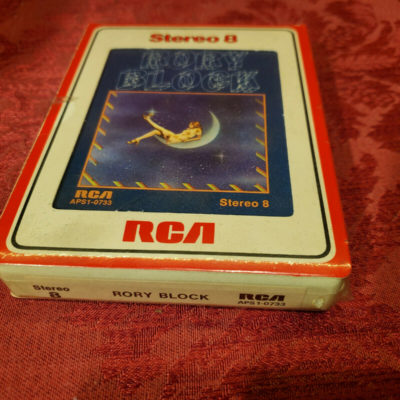 Stereo 8
RORY
BLOCK
RCA
APS1-0733
Stereo 8
RCA
Stereo
8
RORY BLOCK
RCA
APS1-0733